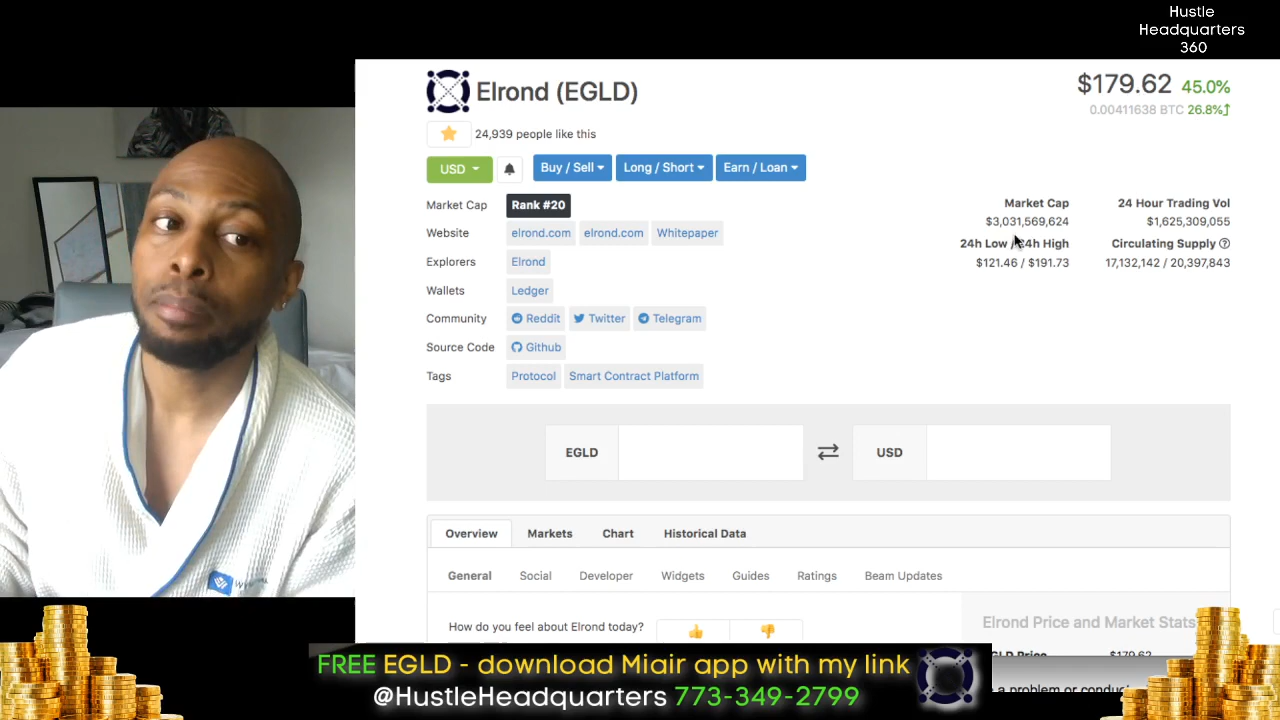 Hustle
Headquarters
360
Elrond (EGLD)
$179.62 45.0%
0.00411638 BTC 26.8%
24,939 people like this
USD
Buy / Sell
Long / Short
Earn / Loan
Market Cap Rank #20
Website elrond.com elrond.com Whitepaper
Explorers Elrond
Wallets Ledger
Community Reddit Twitter Telegram
Source Code Github
Tags Protocol Smart Contract Platform
Market Cap 24 Hour Trading Vol
$3,031,569,624 $1,625,309,055
24h Low / 24h High Circulating Supply
$121.46 / $191.73 17,132,142 / 20,397,843
EGLD USD
Overview Markets Chart Historical Data
General Social Developer Widgets Guides Ratings Beam Updates
How do you feel about Elrond today?
Elrond Price and Market Stats
$179.62
FREE EGLD - download Miair app with my link
@HustleHeadquarters 773-349-2799